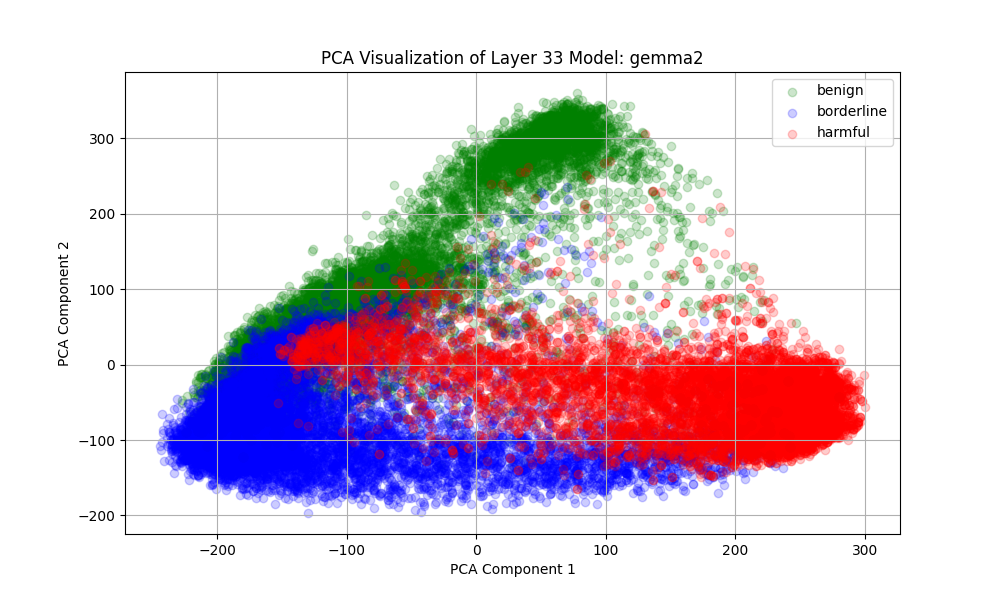 PCA Visualization of Layer 33 Model: gemma2
benign
borderline
harmful
300
200
100
0
−100
−200
PCA Component 2
−200
−100
0
100
200
300
PCA Component 1